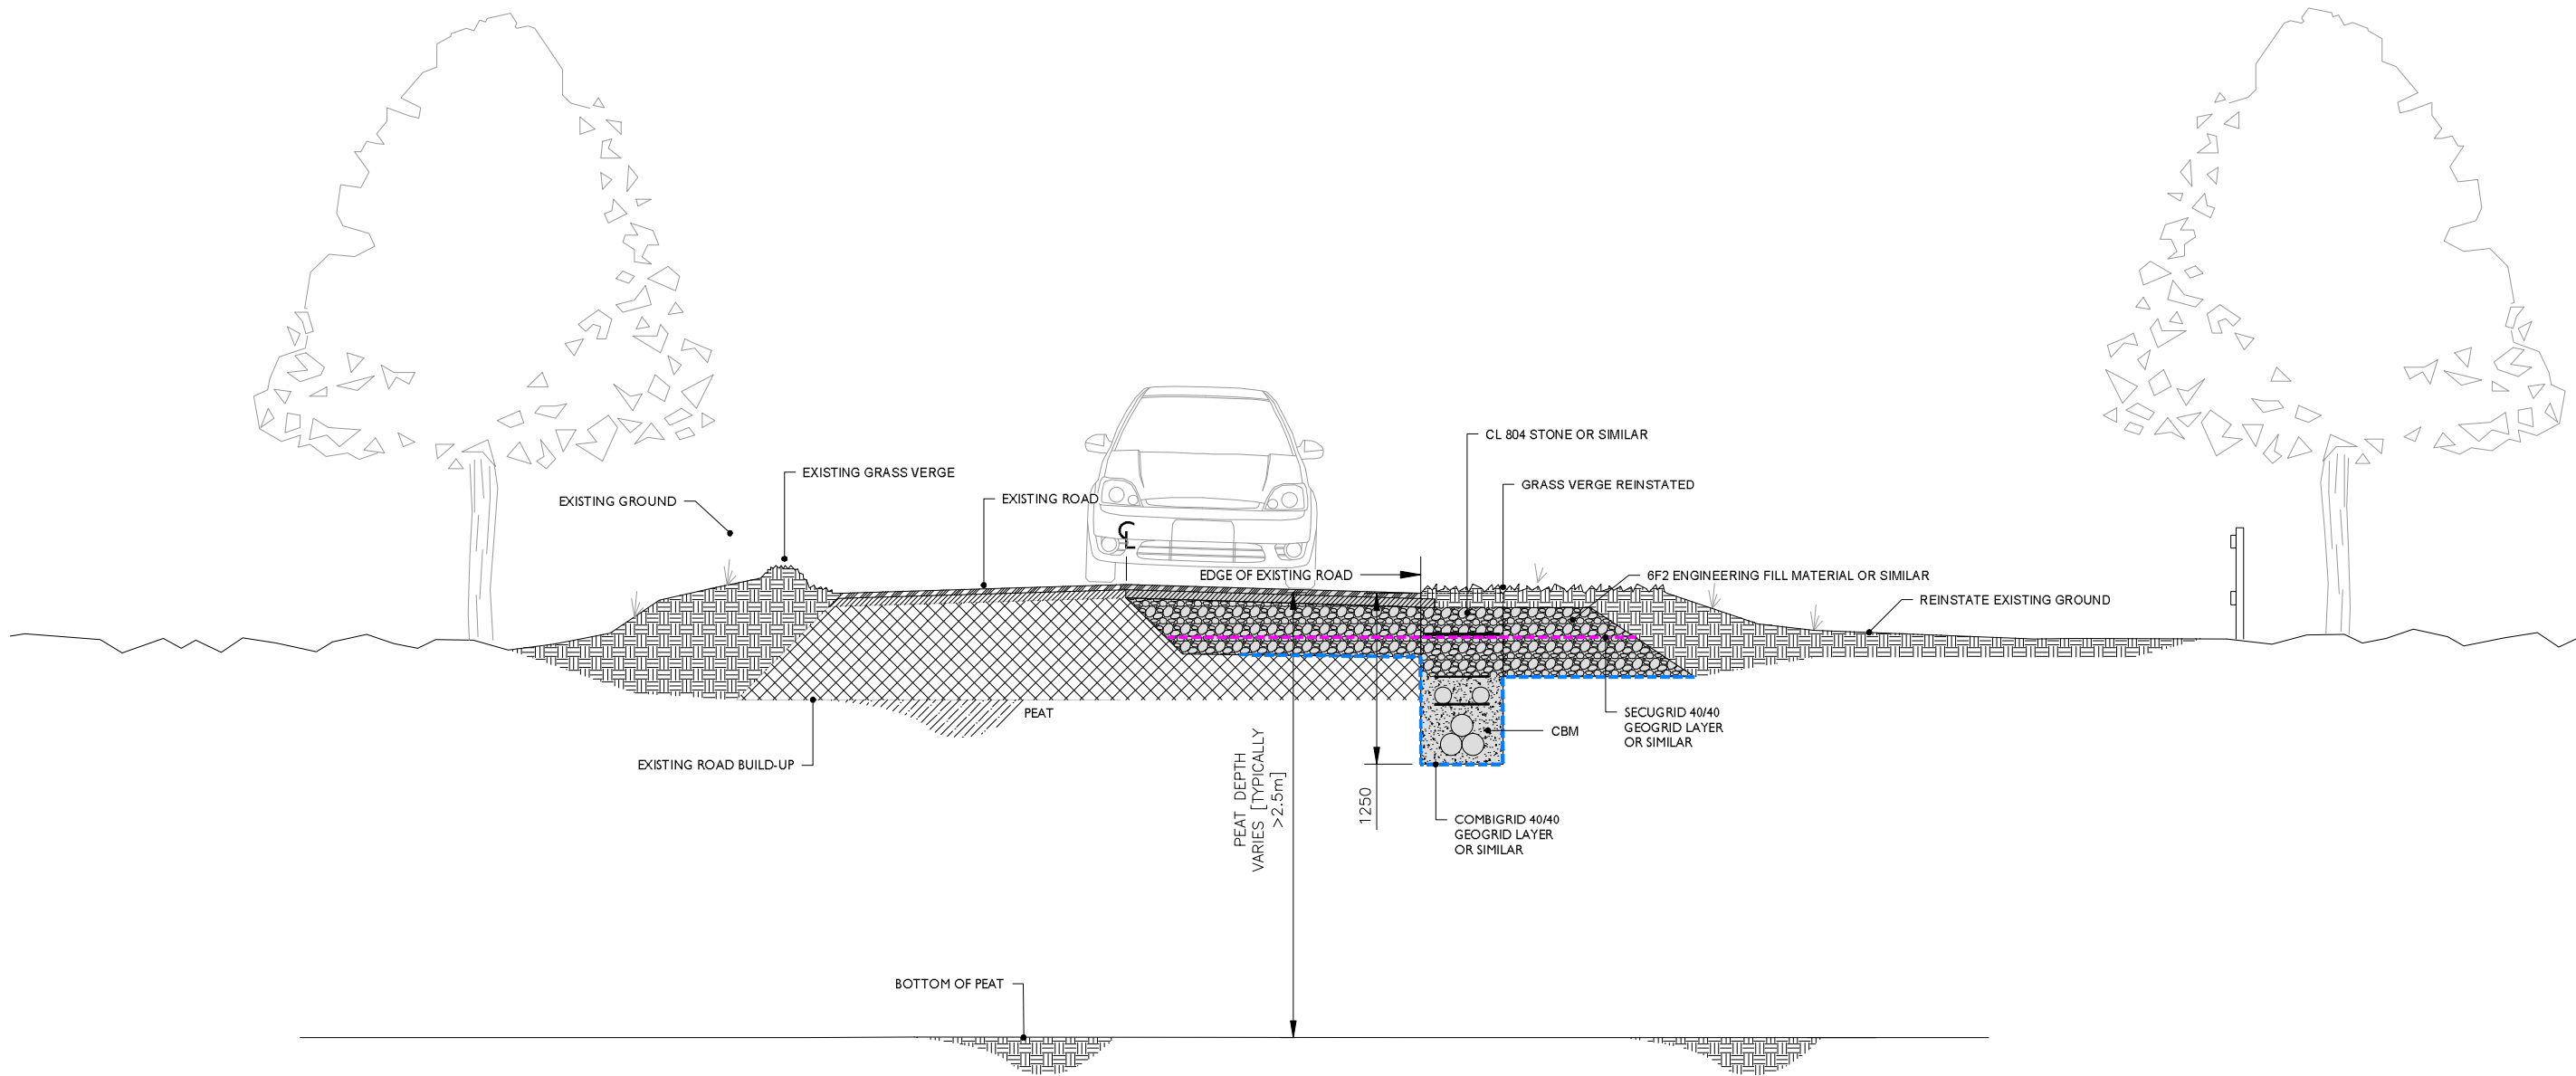 CL 804 STONE OR SIMILAR
EXISTING GRASS VERGE
GRASS VERGE REINSTATED
EXISTING GROUND
EXISTING ROAD
CL
EDGE OF EXISTING ROAD
6F2 ENGINEERING FILL MATERIAL OR SIMILAR
REINSTATE EXISTING GROUND
PEAT
SECUGRID 40/40
GEOGRID LAYER
OR SIMILAR
CBM
EXISTING ROAD BUILD-UP
PEAT DEPTH
VARIES [TYPICALLY
>2.5m]
1250
COMBIGRID 40/40
GEOGRID LAYER
OR SIMILAR
BOTTOM OF PEAT